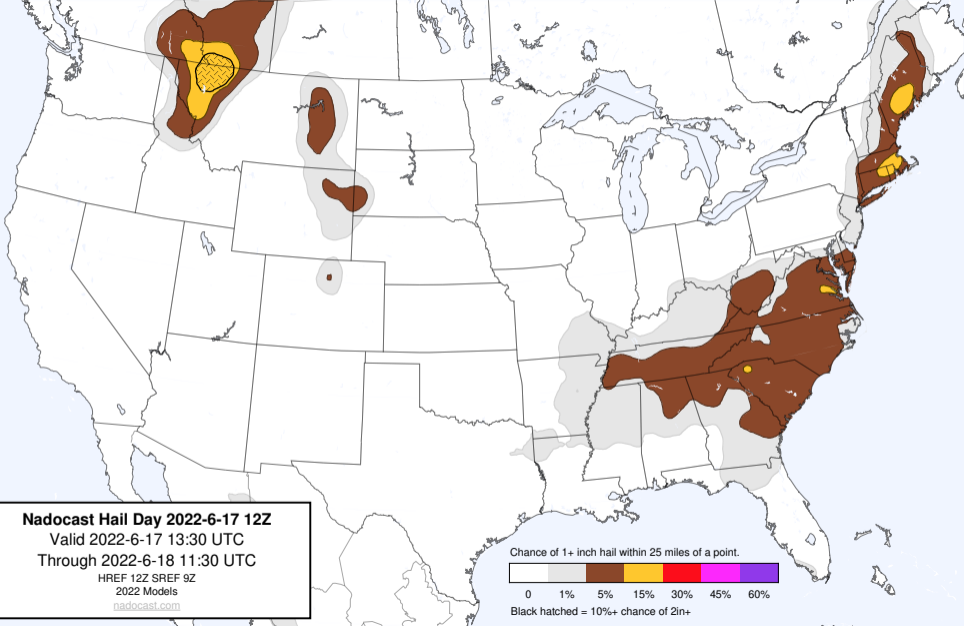 Nadocast Hail Day 2022-6-17 12Z
Valid 2022-6-17 13:30 UTC
Through 2022-6-18 11:30 UTC
HREF 12Z SREF 9Z
2022 Models
nadocast.com
Chance of 1+ inch hail within 25 miles of a point.
0 1% 5% 15% 30% 45% 60%
Black hatched = 10%+ chance of 2in+